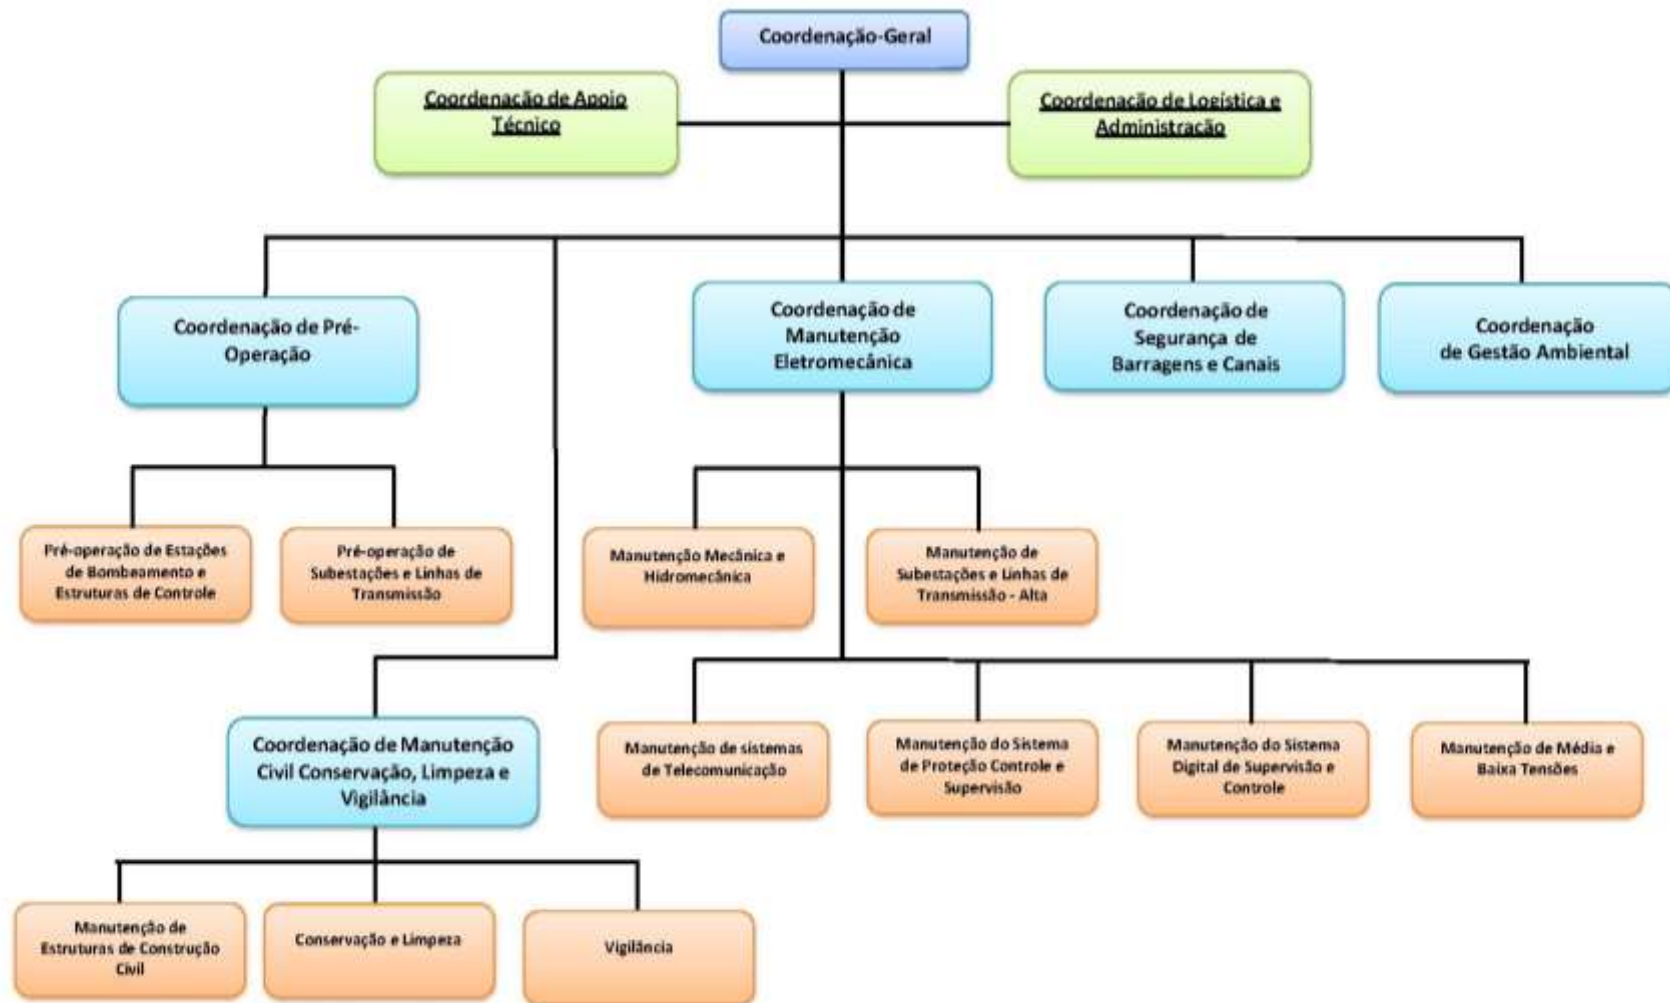 Coordenação-Geral
Coordenação de Apoio
Técnico
Coordenação de Logística e
Administração
Coordenação de Pré-
Operação
Coordenação de
Manutenção
Eletromecânica
Coordenação de
Segurança de
Barragens e Canais
Coordenação
de Gestão Ambiental
Pré-operação de Estações
de Bombeamento e
Estruturas de Controle
Pré-operação de
Subestações e Linhas de
Transmissão
Manutenção Mecânica e
Hidromecânica
Manutenção de
Subestações e Linhas de
Transmissão - Alta
Coordenação de Manutenção
Civil Conservação, Limpeza e
Vigilância
Manutenção de sistemas
de Telecomunicação
Manutenção do Sistema
de Proteção Controle e
Supervisão
Manutenção do Sistema
Digital de Supervisão e
Controle
Manutenção de Média e
Baixa Tensões
Manutenção de
Estruturas de Construção
Civil
Conservação e Limpeza
Vigilância